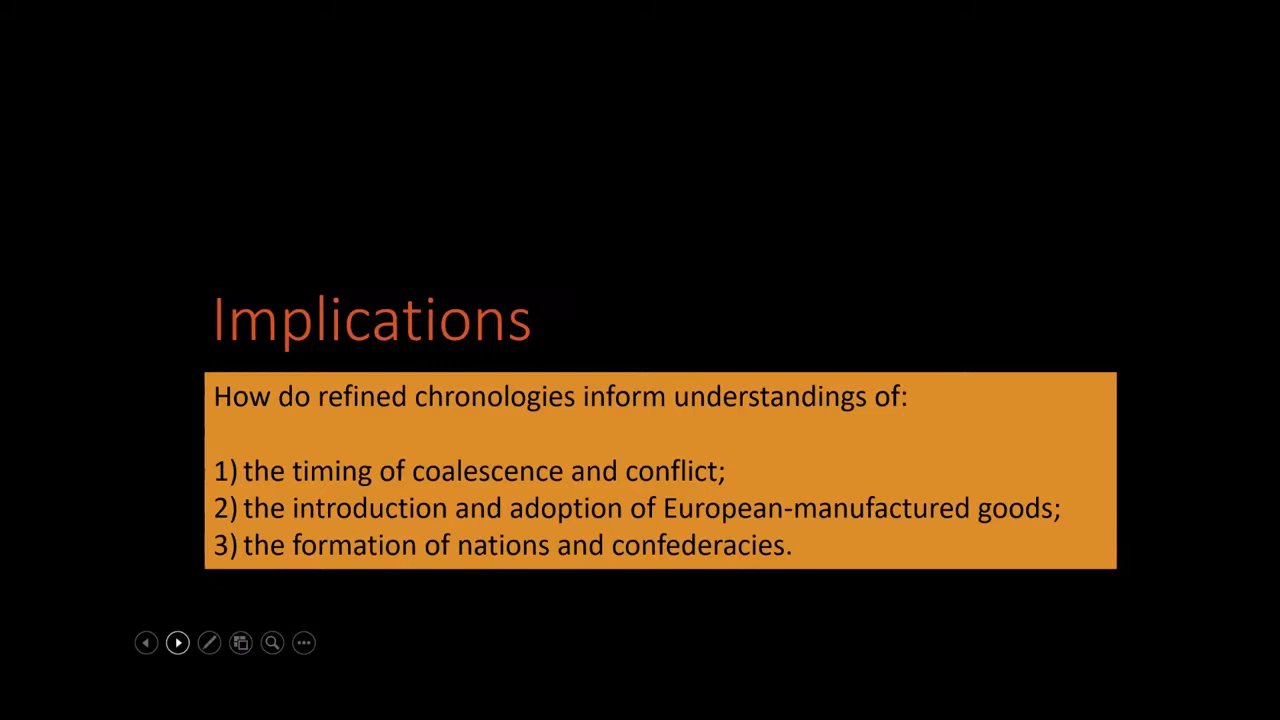 Implications
How do refined chronologies inform understandings of:
1) the timing of coalescence and conflict;
2) the introduction and adoption of European-manufactured goods;
3) the formation of nations and confederacies.